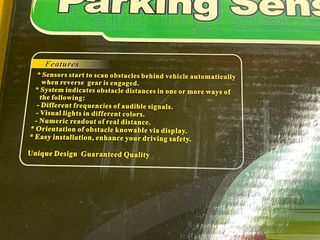 Parking Sens
Features
* Sensors start to scan obstacles behind vehicle automatically
when reverse gear is engaged.
* System indicates obstacle distances in one or more ways of
the following:
- Different frequencies of audible signals.
- Visual lights in different colors.
- Numeric readout of real distance.
* Orientation of obstacle knowable via display.
* Easy installation, enhance your driving safety.
Unique Design Guaranteed Quality